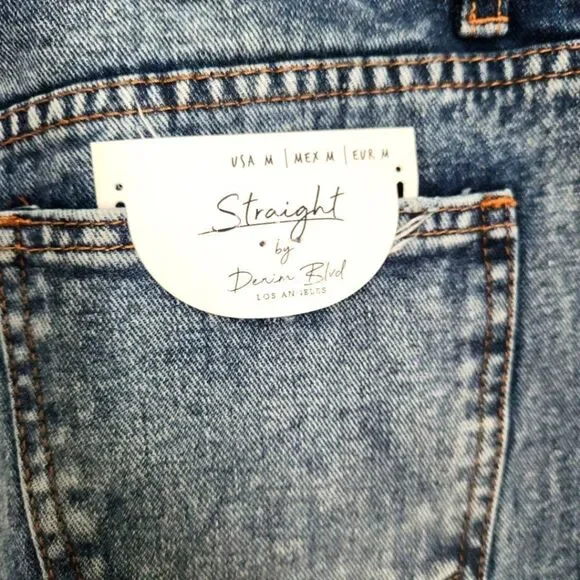 USA M | MEX M | EUR M
Straight
• by •
Denim Blvd
LOS ANGELES